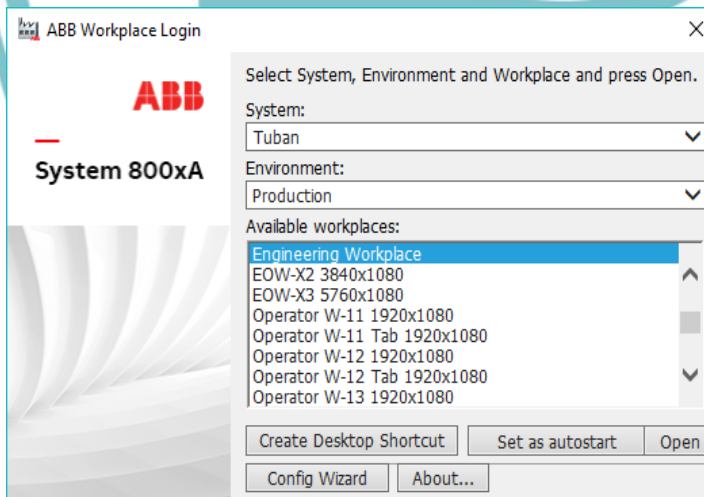 ABB Workplace Login
ABB
System 800xA
Select System, Environment and Workplace and press Open.
System:
Tuban
Environment:
Production
Available workplaces:
Engineering Workplace
EOW-X2 3840x1080
EOW-X3 5760x1080
Operator W-11 1920x1080
Operator W-11 Tab 1920x1080
Operator W-12 1920x1080
Operator W-12 Tab 1920x1080
Operator W-13 1920x1080
Create Desktop Shortcut Set as autostart Open
Config Wizard About...